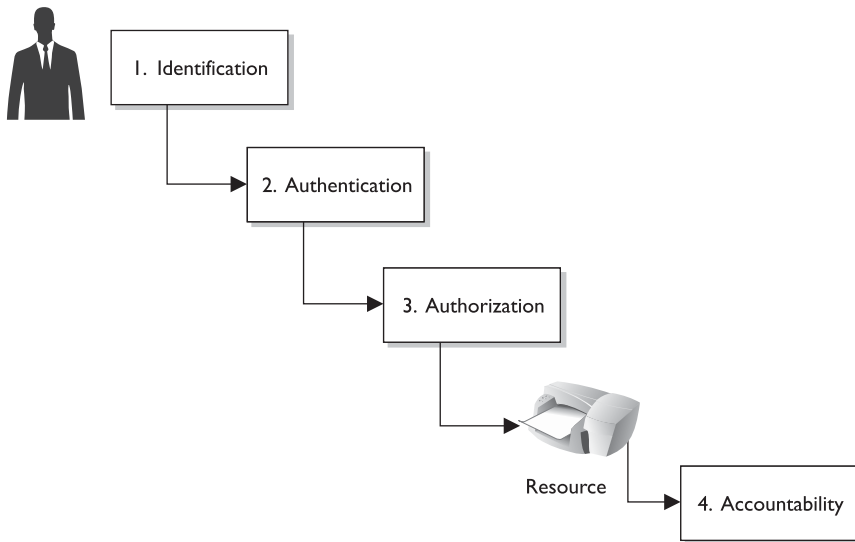 1. Identification
2. Authentication
3. Authorization
Resource
4. Accountability